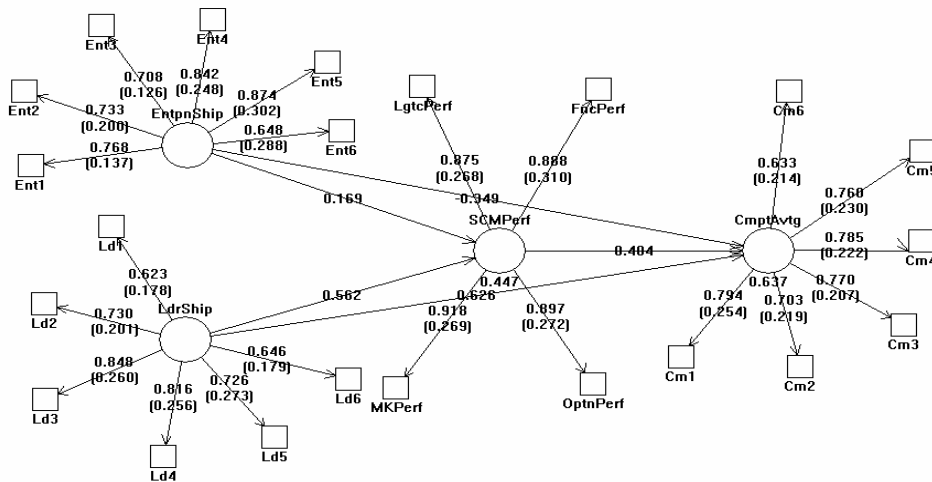 Ent3
Ent4
0.708
(0.126)
0.842
(0.248)
Ent5
0.874
(0.302)
Ent2
0.733
(0.200)
EntpnShip
0.648
(0.288)
Ent6
Ent1
0.768
(0.137)
LgtcPerf
FncPerf
0.875
(0.268)
0.888
(0.310)
Cm6
0.633
(0.214)
Cm5
0.760
(0.230)
0.169
-0.349
SCMPerf
CmptAvtg
0.404
0.785
(0.222)
Cm4
Ld1
0.623
(0.178)
0.447
0.637
0.770
(0.207)
0.562
0.626
0.918
(0.269)
0.897
(0.272)
0.794
(0.254)
0.703
(0.219)
Cm3
Ld2
0.730
(0.201)
LdrShip
0.646
(0.179)
Cm1
Cm2
0.848
(0.260)
Ld3
0.816
(0.256)
0.726
(0.273)
Ld6
MKPerf
OptnPerf
Ld5
Ld4